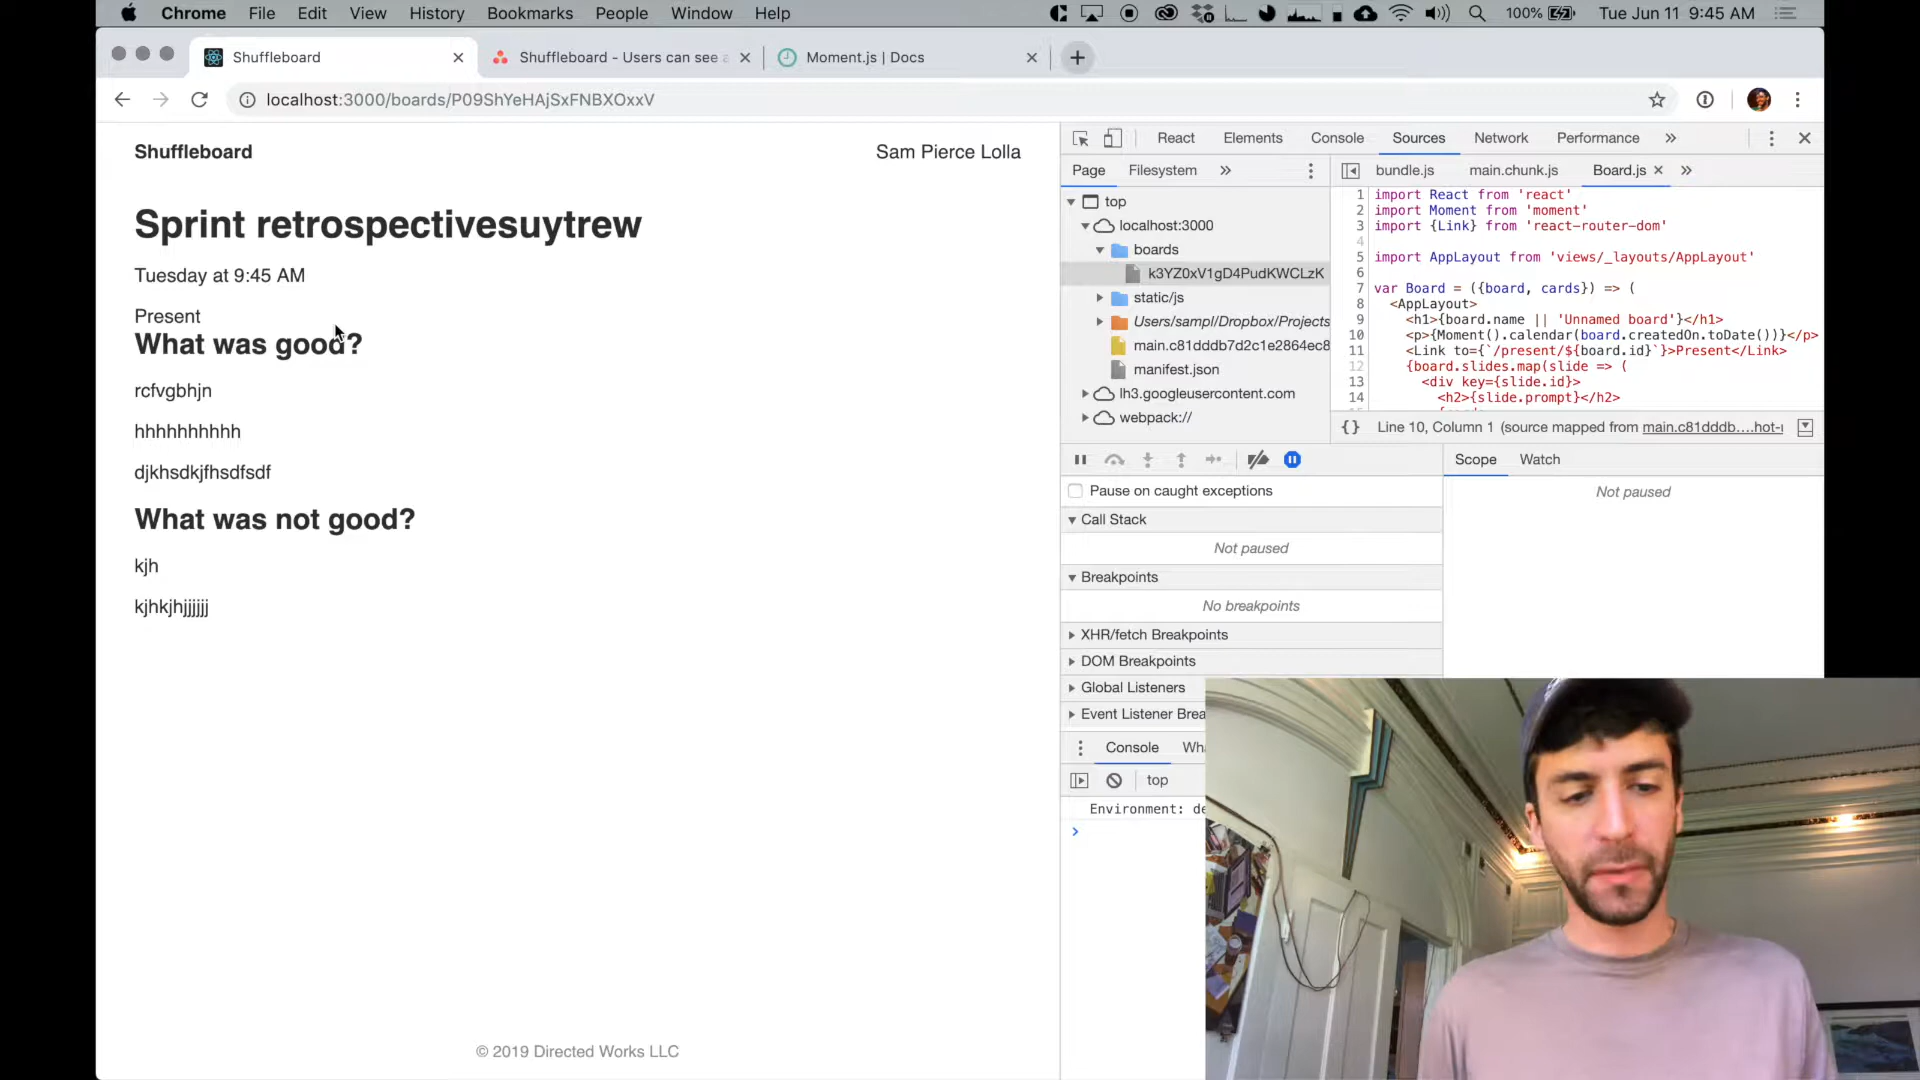 Chrome File Edit View History Bookmarks People Window Help 100% Tue Jun 11 9:45 AM
Shuffleboard
Shuffleboard - Users can see
Moment.js | Docs
localhost:3000/boards/P09ShYeHAjSxFNBXOxxV
Shuffleboard
Sam Pierce Lolla
Sprint retrospectivesuytrew
Tuesday at 9:45 AM
Present
What was good?
rcfvgbhjn
hhhhhhhhhh
djkhsdkjfhsdfsdf
What was not good?
kjh
kjhkjhjjjjjj
© 2019 Directed Works LLC
React Elements Console Sources Network Performance »
Page Filesystem »
top
localhost:3000
boards
k3YZ0xV1gD4PudKWCLzK
static/js
Users/sampl/Dropbox/Projects
main.c81dddb7d2c1e2864ec8
manifest.json
lh3.googleusercontent.com
webpack://
bundle.js main.chunk.js Board.js »
1 import React from 'react'
2 import Moment from 'moment'
3 import {Link} from 'react-router-dom'
4
5 import AppLayout from 'views/_layouts/AppLayout'
6
7 var Board = ({board, cards}) => (
8 <AppLayout>
9 <h1>{board.name || 'Unnamed board'}</h1>
10 <p>{Moment().calendar(board.createdOn.toDate())}</p>
11 <Link to={`/present/${board.id}`}>Present</Link>
12 {board.slides.map(slide => (
13 <div key={slide.id}>
14 <h2>{slide.prompt}</h2>
{} Line 10, Column 1 (source mapped from main.c81dddb….hot-
Scope Watch
Not paused
Pause on caught exceptions
Call Stack
Not paused
Breakpoints
No breakpoints
XHR/fetch Breakpoints
DOM Breakpoints
Global Listeners
Event Listener Brea
Console Wh
top
Environment: de